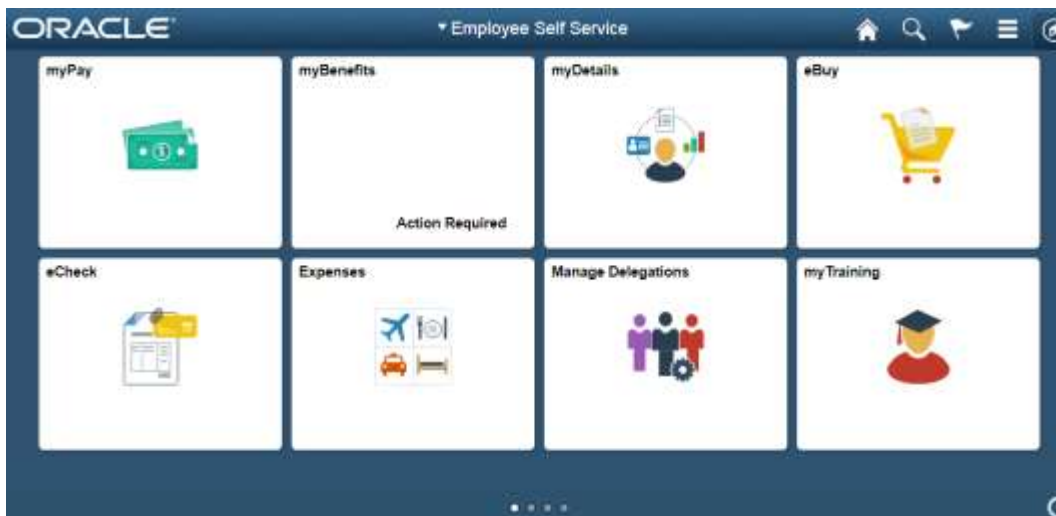 ORACLE
Employee Self Service
myPay
myBenefits
myDetails
eBuy
Action Required
eCheck
Expenses
Manage Delegations
myTraining